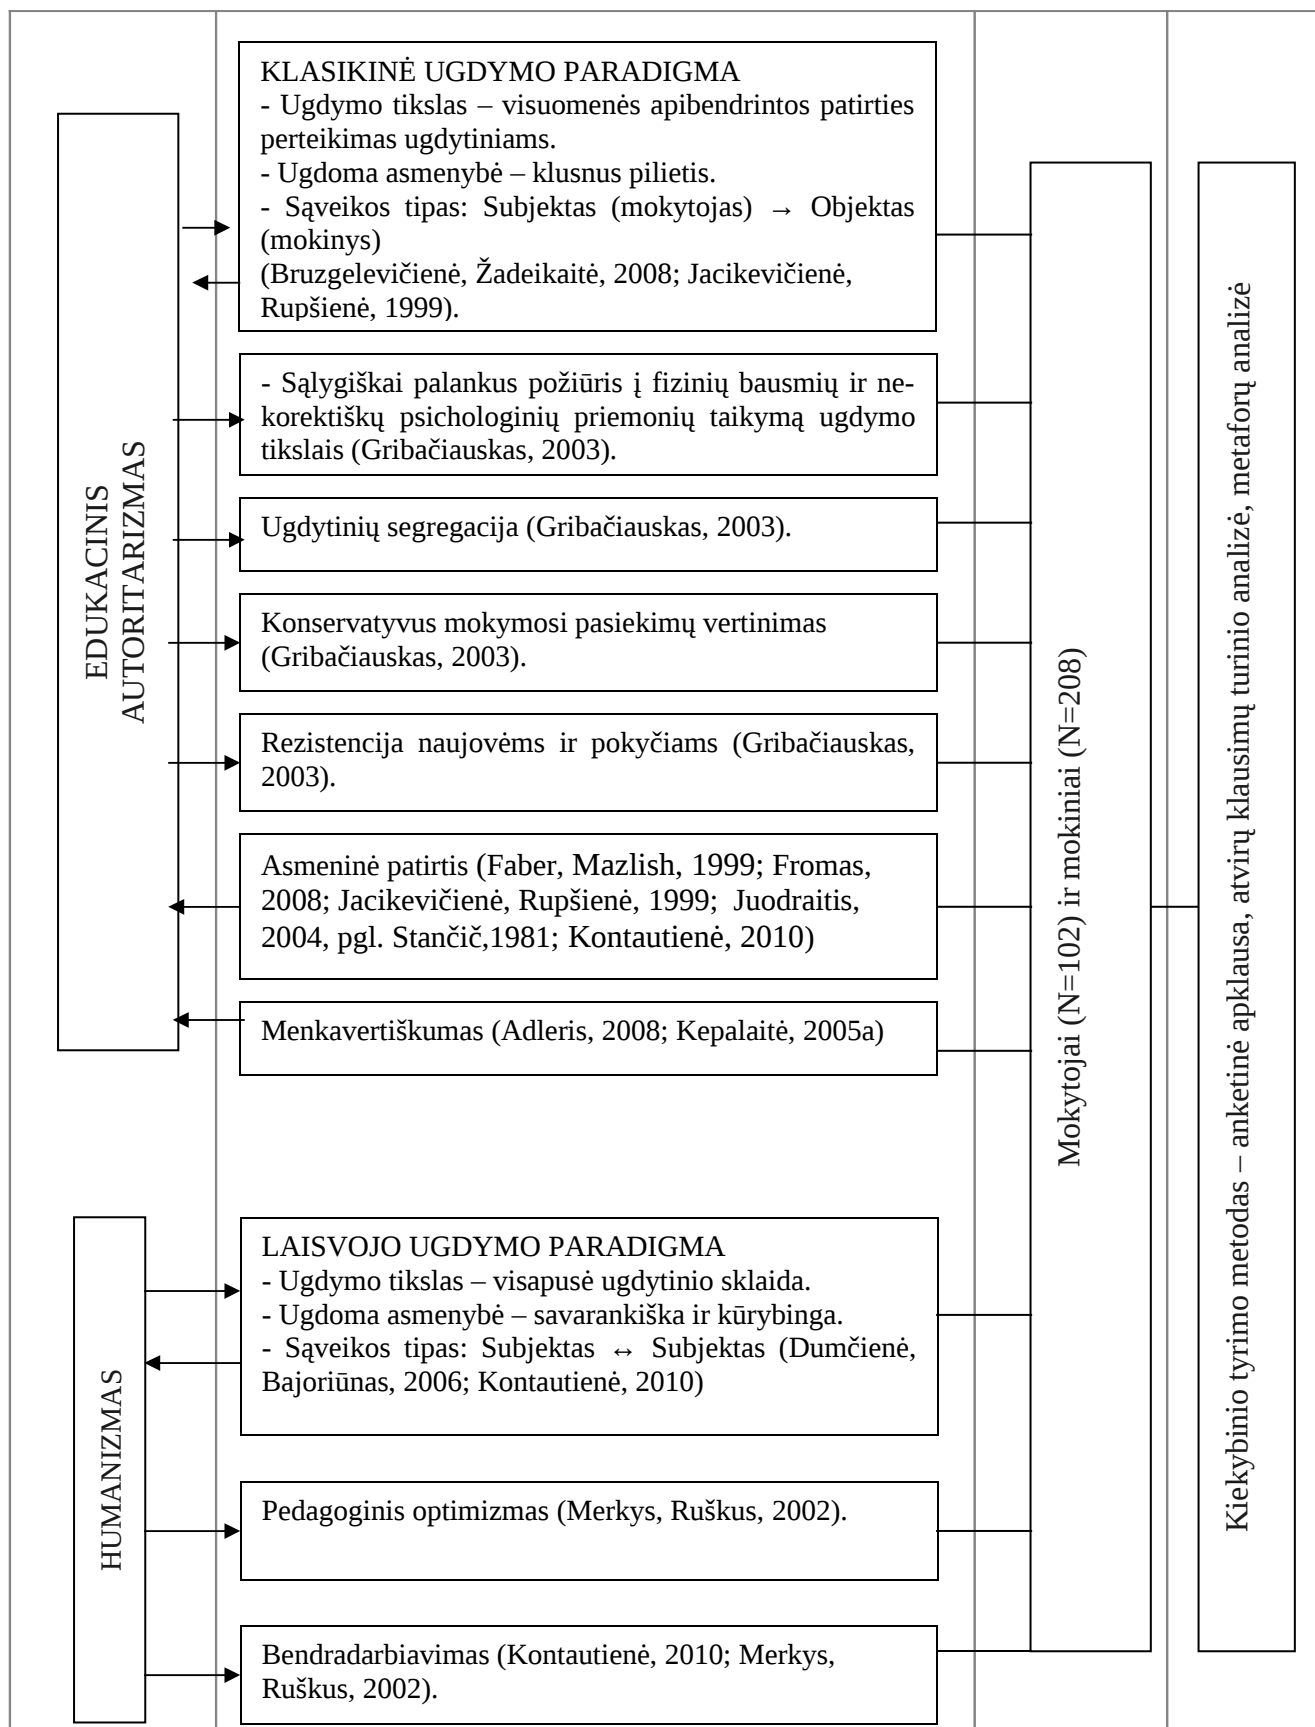 EDUKACINIS
AUTORITARIZMAS
KLASIKINĖ UGDYMO PARADIGMA
- Ugdymo tikslas – visuomenės apibendrintos patirties
perteikimas ugdytiniams.
- Ugdoma asmenybė – klusnus pilietis.
- Sąveikos tipas: Subjektas (mokytojas) → Objektas
(mokinys)
(Bruzgelevičienė, Žadeikaitė, 2008; Jacikevičienė,
Rupšienė, 1999).
- Sąlygiškai palankus požiūris į fizinių bausmių ir ne-
korektiškų psichologinių priemonių taikymą ugdymo
tikslais (Gribačiauskas, 2003).
Ugdytinių segregacija (Gribačiauskas, 2003).
Konservatyvus mokymosi pasiekimų vertinimas
(Gribačiauskas, 2003).
Rezistencija naujovėms ir pokyčiams (Gribačiauskas,
2003).
Asmeninė patirtis (Faber, Mazlish, 1999; Fromas,
2008; Jacikevičienė, Rupšienė, 1999; Juodraitis,
2004, pgl. Stančič,1981; Kontautienė, 2010)
Menkavertiškumas (Adleris, 2008; Kepalaitė, 2005a)
HUMANIZMAS
LAISVOJO UGDYMO PARADIGMA
- Ugdymo tikslas – visapusė ugdytinio sklaida.
- Ugdoma asmenybė – savarankiška ir kūrybinga.
- Sąveikos tipas: Subjektas ↔ Subjektas (Dumčienė,
Bajoriūnas, 2006; Kontautienė, 2010)
Pedagoginis optimizmas (Merkys, Ruškus, 2002).
Bendradarbiavimas (Kontautienė, 2010; Merkys,
Ruškus, 2002).
Mokytojai (N=102) ir mokiniai (N=208)
Kiekybinio tyrimo metodas – anketinė apklausa, atvirų klausimų turinio analizė, metaforų analizė